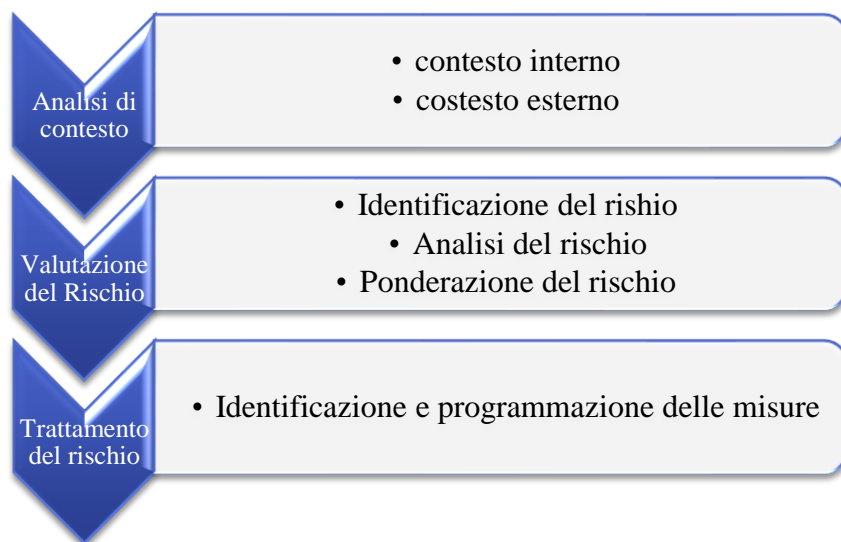 Analisi di
contesto
• contesto interno
• costesto esterno
Valutazione
del Rischio
• Identificazione del rishio
• Analisi del rischio
• Ponderazione del rischio
Trattamento
del rischio
• Identificazione e programmazione delle misure